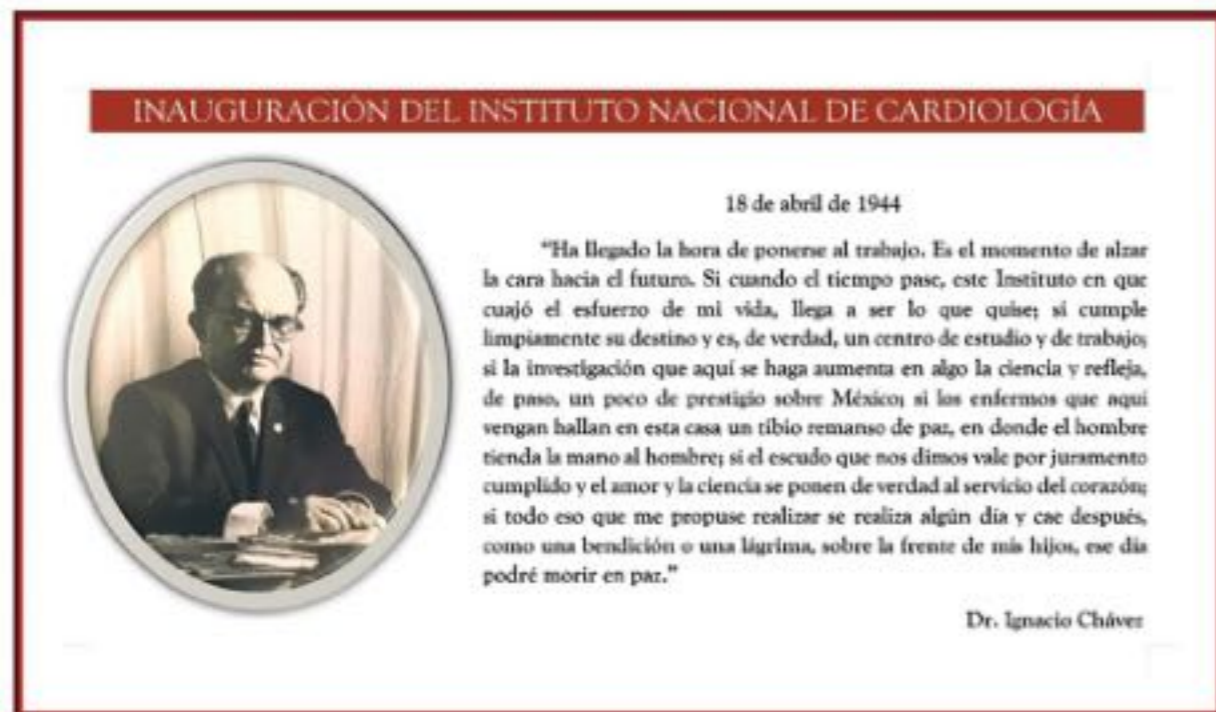 INAUGURACIÓN DEL INSTITUTO NACIONAL DE CARDIOLOGÍA
18 de abril de 1944
“Ha llegado la hora de ponerse al trabajo. Es el momento de alzar
la cara hacia el futuro. Si cuando el tiempo pase, este Instituto en que
cuajó el esfuerzo de mi vida, llega a ser lo que quise; si cumple
limpiamente su destino y es, de verdad, un centro de estudio y de trabajo;
si la investigación que aquí se haga aumenta en algo la ciencia y refleja,
de paso, un poco de prestigio sobre México; si los enfermos que aquí
vengan hallan en esta casa un tibio remanso de paz, en donde el hombre
tienda la mano al hombre; si el escudo que nos dimos vale por juramento
cumplido y el amor y la ciencia se ponen de verdad al servicio del corazón;
si todo eso que me propuse realizar se realiza algún día y cae después,
como una bendición o una lágrima, sobre la frente de mis hijos, ese día
podré morir en paz.”
Dr. Ignacio Chávez